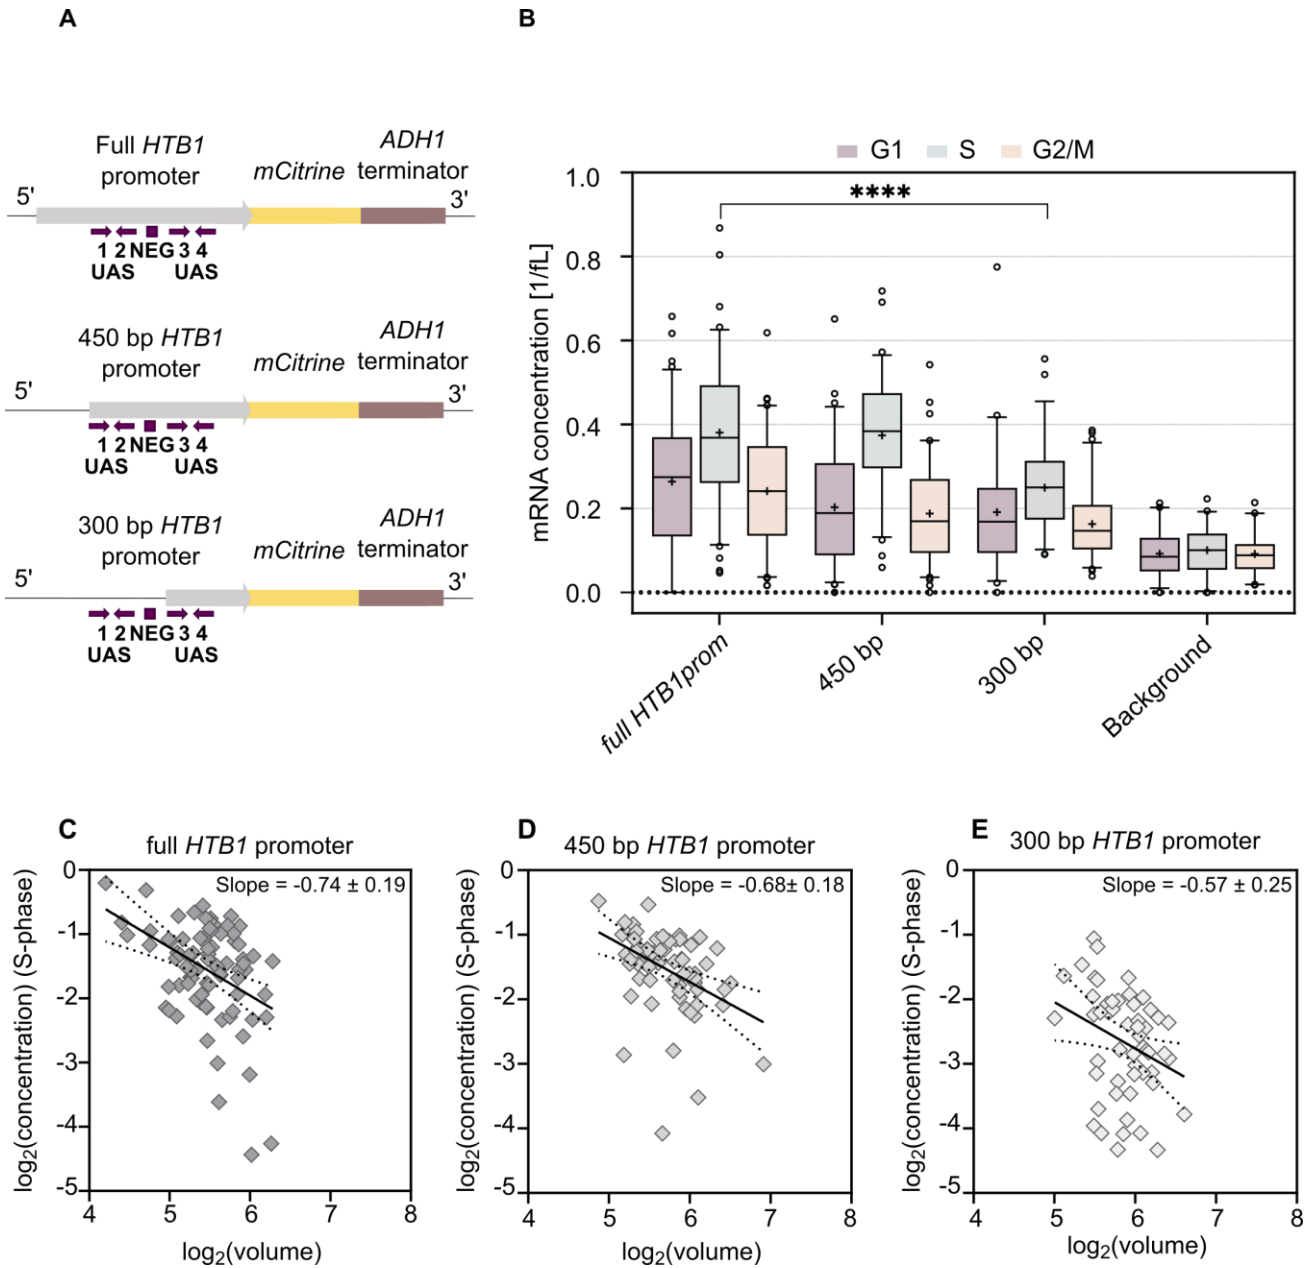 A
B
Full HTB1
promoter
mCitrine
ADH1
terminator
5'
3'
1 2 NEG 3 4
UAS UAS
450 bp HTB1
promoter
mCitrine
ADH1
terminator
5'
3'
1 2 NEG 3 4
UAS UAS
300 bp HTB1
promoter
mCitrine
ADH1
terminator
5'
3'
1 2 NEG 3 4
UAS UAS
G1 S G2/M
****
mRNA concentration [1/fL]
1.0
0.8
0.6
0.4
0.2
0.0
full HTB1prom
450 bp
300 bp
Background
C
full HTB1 promoter
Slope = -0.74 ± 0.19
log2(concentration) (S-phase)
0
-1
-2
-3
-4
-5
4 5 6 7 8
log2(volume)
D
450 bp HTB1 promoter
Slope = -0.68± 0.18
log2(concentration) (S-phase)
0
-1
-2
-3
-4
-5
4 5 6 7 8
log2(volume)
E
300 bp HTB1 promoter
Slope = -0.57 ± 0.25
log2(concentration) (S-phase)
0
-1
-2
-3
-4
-5
4 5 6 7 8
log2(volume)